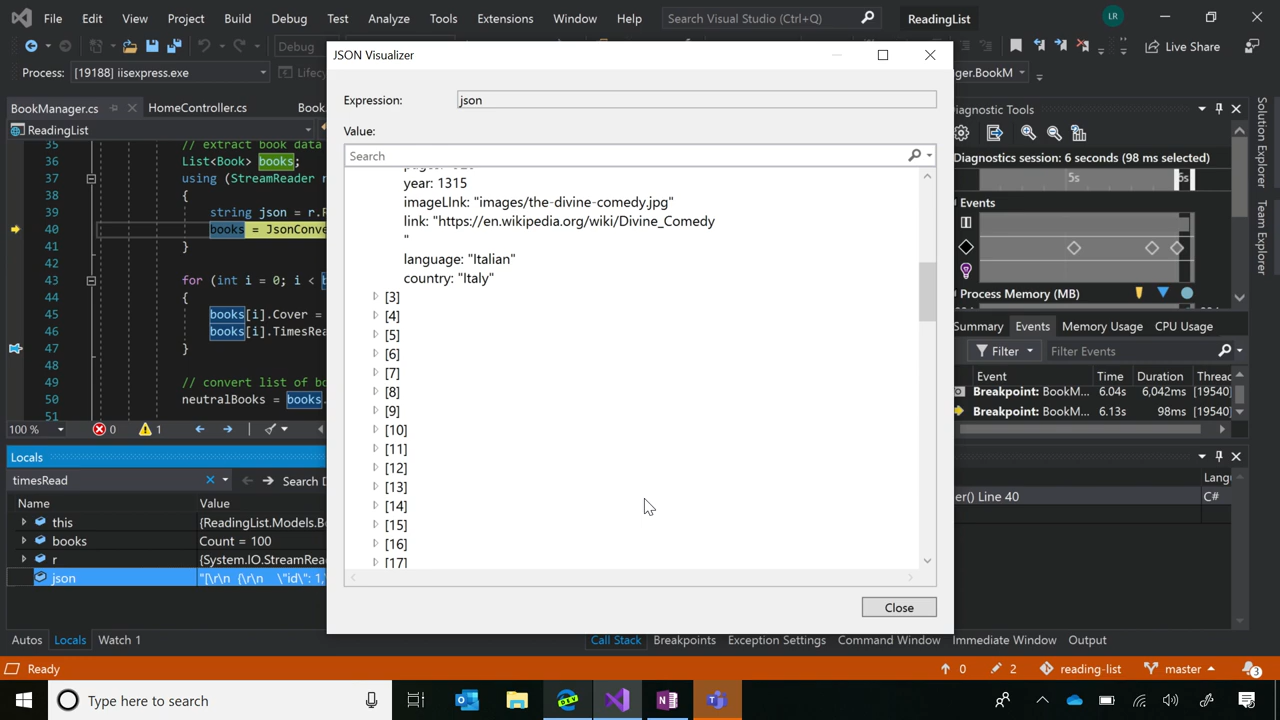 File Edit View Project Build Debug Test Analyze Tools Extensions Window Help Search Visual Studio (Ctrl+Q) ReadingList LR
Debug Live Share
Process: [19188] iisexpress.exe Lifecy ger.BookM
JSON Visualizer
Expression: json
Value:
Search
year: 1315
imageLInk: "images/the-divine-comedy.jpg"
link: "https://en.wikipedia.org/wiki/Divine_Comedy
"
language: "Italian"
country: "Italy"
[3]
[4]
[5]
[6]
[7]
[8]
[9]
[10]
[11]
[12]
[13]
[14]
[15]
[16]
[17]
Close
BookManager.cs HomeController.cs Book
ReadingList
35 // extract book data
36 List<Book> books;
37 using (StreamReader r
38 {
39 string json = r.R
40 books = JsonConve
41 }
42
43 for (int i = 0; i < b
44 {
45 books[i].Cover =
46 books[i].TimesRea
47 }
48
49 // convert list of bo
50 neutralBooks = books.
51
100 % 0 1
Diagnostic Tools
Diagnostics session: 6 seconds (98 ms selected)
5s 6s
Events
Process Memory (MB)
Summary Events Memory Usage CPU Usage
Filter Filter Events
Event Time Duration Thread
Breakpoint: BookM... 6.04s 6,042ms [19540]
Breakpoint: BookM... 6.13s 98ms [19540]
Solution Explorer
Team Explorer
Locals
timesRead Search D
Name Value
this {ReadingList.Models.B
books Count = 100
r {System.IO.StreamRea
json "[\r\n {\r\n \"id\": 1,
Lang
er() Line 40 C#
Autos Locals Watch 1
Call Stack Breakpoints Exception Settings Command Window Immediate Window Output
Ready 0 2 reading-list master 3
Type here to search